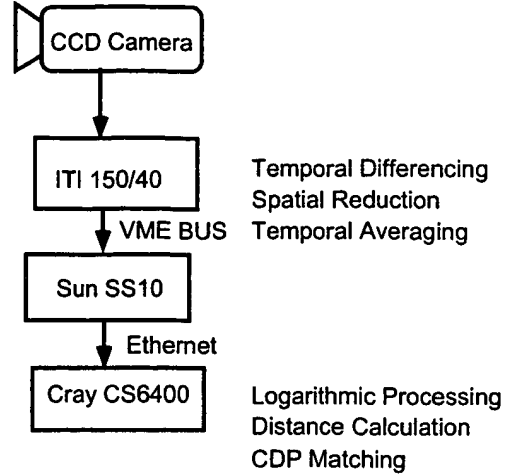 CCD Camera
ITI 150/40
Temporal Differencing
Spatial Reduction
VME BUS Temporal Averaging
Sun SS10
Ethernet
Cray CS6400
Logarithmic Processing
Distance Calculation
CDP Matching